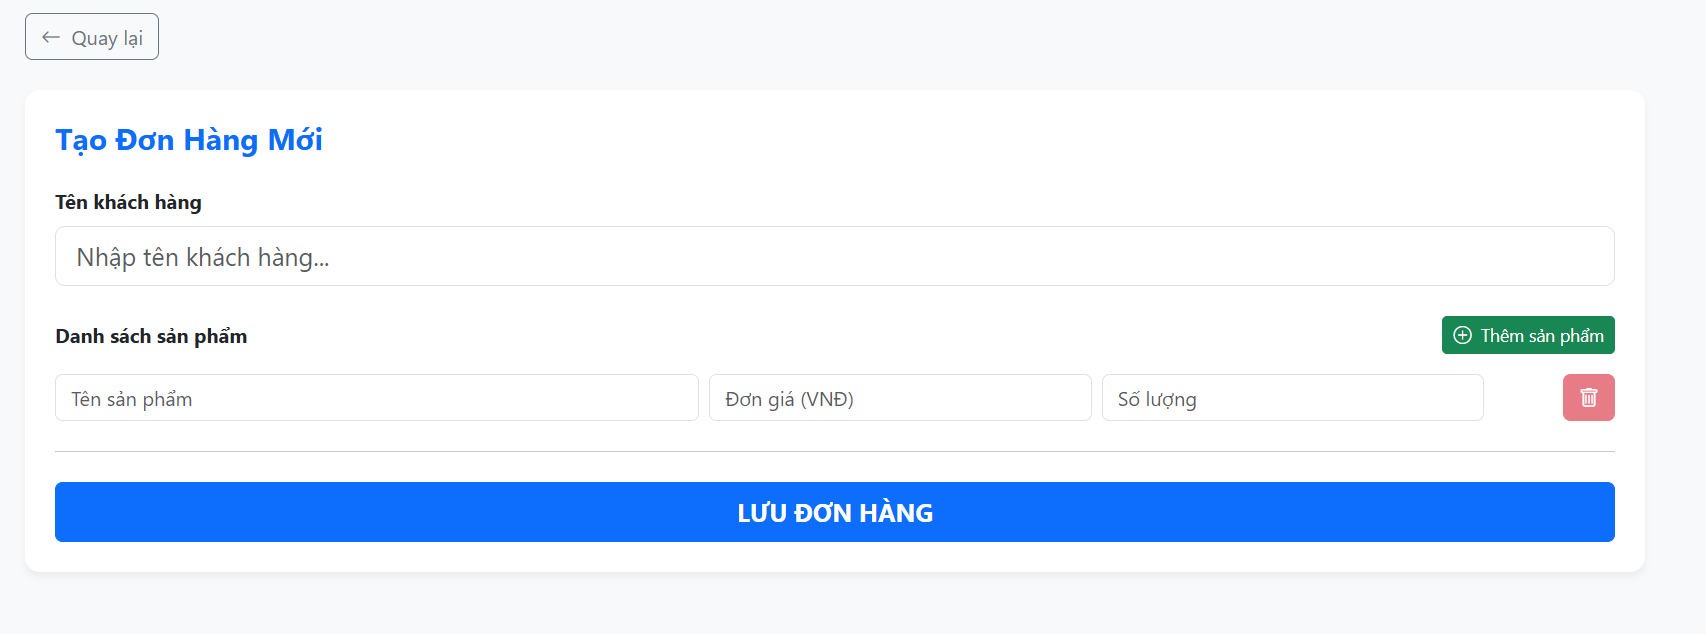 Quay lại
Tạo Đơn Hàng Mới
Tên khách hàng
Nhập tên khách hàng...
Danh sách sản phẩm
Thêm sản phẩm
Tên sản phẩm
Đơn giá (VNĐ)
Số lượng
LƯU ĐƠN HÀNG